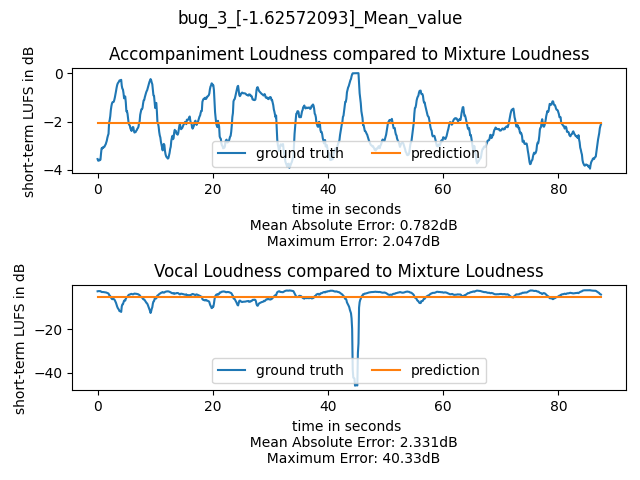 bug_3_[-1.62572093]_Mean_value
Accompaniment Loudness compared to Mixture Loudness
short-term LUFS in dB
0
−2
−4
ground truth
prediction
0 20 40 60 80
time in seconds
Mean Absolute Error: 0.782dB
Maximum Error: 2.047dB
Vocal Loudness compared to Mixture Loudness
short-term LUFS in dB
−20
−40
ground truth
prediction
0 20 40 60 80
time in seconds
Mean Absolute Error: 2.331dB
Maximum Error: 40.33dB